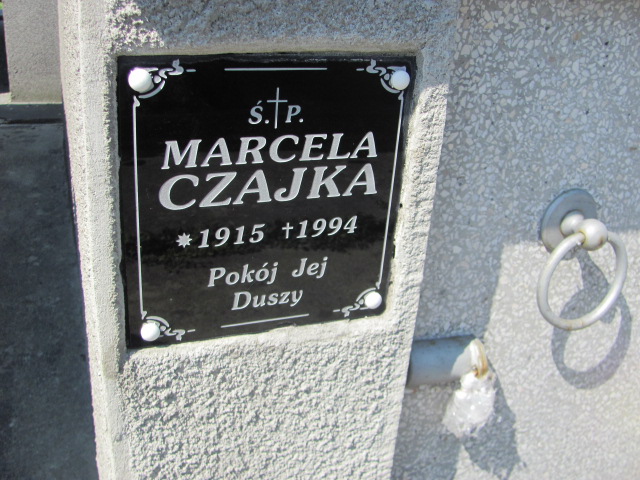 Ś.†P.
MARCELA
CZAJKA
*1915 †1994
Pokój Jej
Duszy